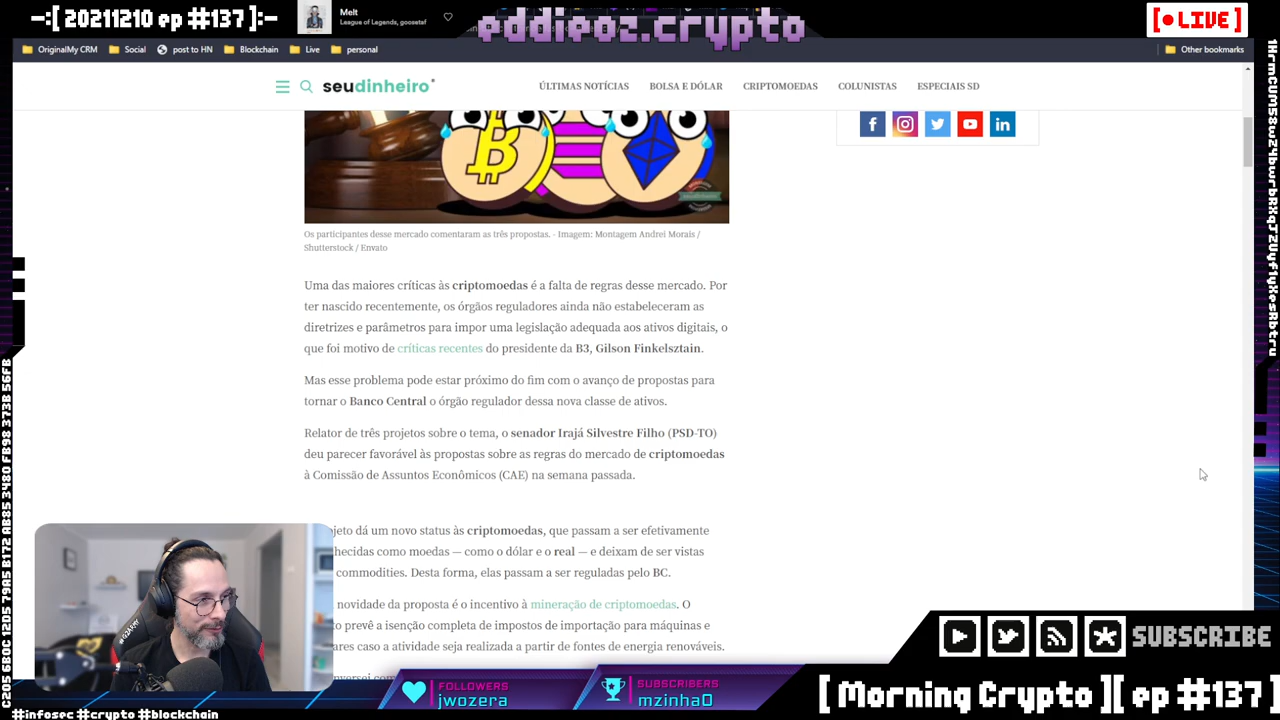 -:[ 20211210 ep #137 ]:-
Melt
League of Legends, goosetaf
eddieoz.crypto
[● LIVE]
OriginalMy CRM
Social
post to HN
Blockchain
Live
personal
Other bookmarks
seudinheiro
ÚLTIMAS NOTÍCIAS
BOLSA E DÓLAR
CRIPTOMOEDAS
COLUNISTAS
ESPECIAIS SD
Os participantes desse mercado comentaram as três propostas. - Imagem: Montagem Andrei Morais /
Shutterstock / Envato
Uma das maiores críticas às criptomoedas é a falta de regras desse mercado. Por
ter nascido recentemente, os órgãos reguladores ainda não estabeleceram as
diretrizes e parâmetros para impor uma legislação adequada aos ativos digitais, o
que foi motivo de críticas recentes do presidente da B3, Gilson Finkelsztain.
Mas esse problema pode estar próximo do fim com o avanço de propostas para
tornar o Banco Central o órgão regulador dessa nova classe de ativos.
Relator de três projetos sobre o tema, o senador Irajá Silvestre Filho (PSD-TO)
deu parecer favorável às propostas sobre as regras do mercado de criptomoedas
à Comissão de Assuntos Econômicos (CAE) na semana passada.
jeto dá um novo status às criptomoedas, que passam a ser efetivamente
hecidas como moedas — como o dólar e o real — e deixam de ser vistas
commodities. Desta forma, elas passam a ser reguladas pelo BC.
novidade da proposta é o incentivo à mineração de criptomoedas. O
to prevê a isenção completa de impostos de importação para máquinas e
ares caso a atividade seja realizada a partir de fontes de energia renováveis.
FOLLOWERS
jwozera
SUBSCRIBERS
mzinha0
SUBSCRIBE
[ Morning Crypto ][ ep #137 ]
#infosec #crypto #blockchain